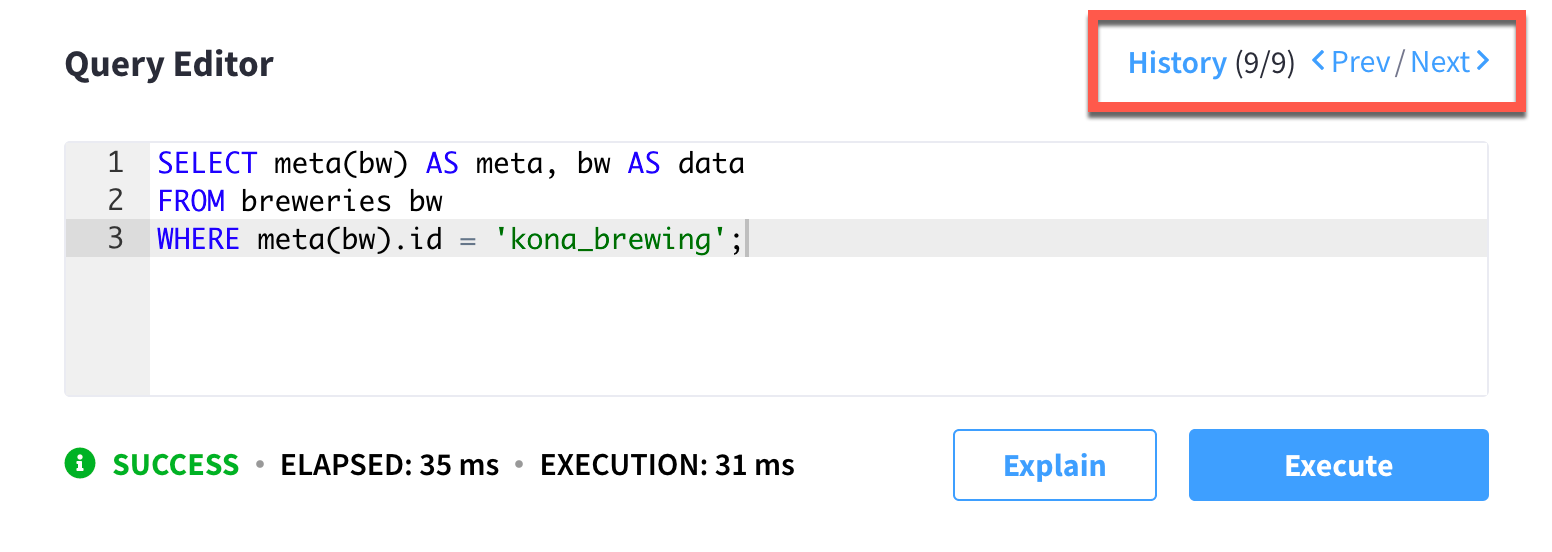 Query Editor
History (9/9) < Prev / Next >
1 SELECT meta(bw) AS meta, bw AS data
2 FROM breweries bw
3 WHERE meta(bw).id = 'kona_brewing';
SUCCESS • ELAPSED: 35 ms • EXECUTION: 31 ms
Explain
Execute